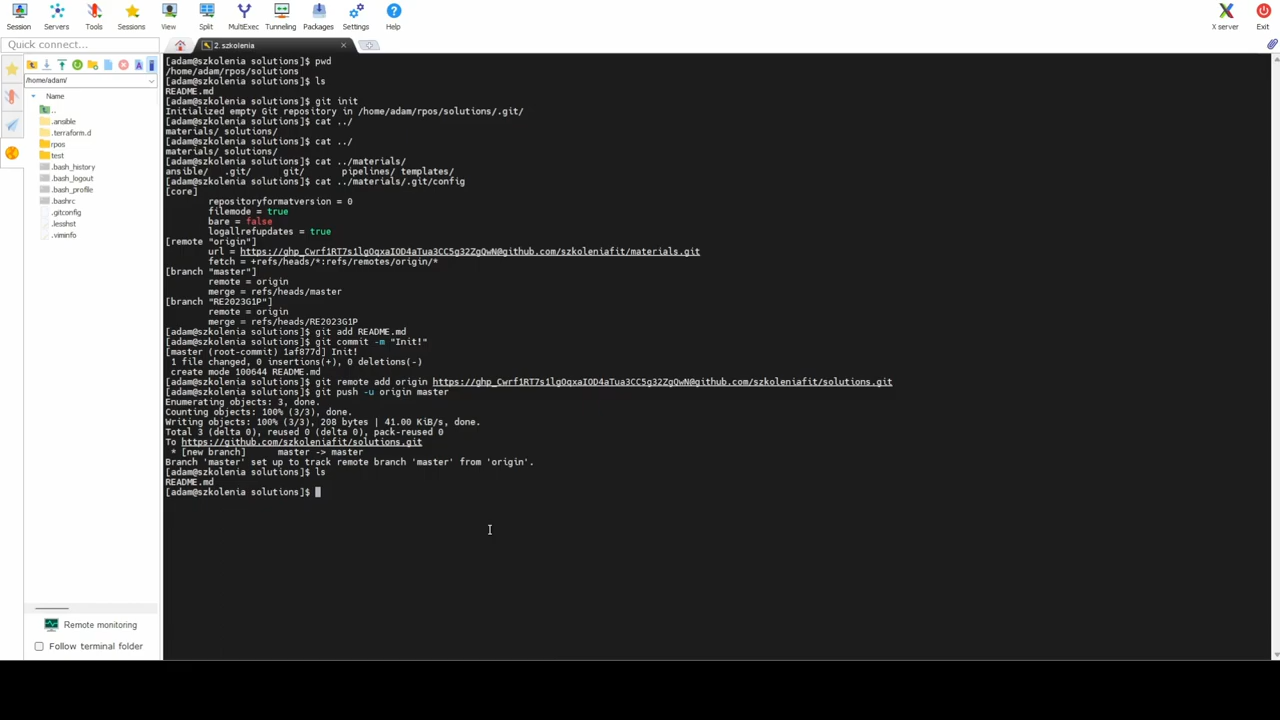 Session
Servers
Tools
Sessions
View
Split
MultiExec
Tunneling
Packages
Settings
Help
X server
Exit
Quick connect...
2. szkolenia
/home/adam/
Name
..
.ansible
.terraform.d
rpos
test
.bash_history
.bash_logout
.bash_profile
.bashrc
.gitconfig
.lesshst
.viminfo
Remote monitoring
Follow terminal folder
[adam@szkolenia solutions]$ pwd
/home/adam/rpos/solutions
[adam@szkolenia solutions]$ ls
README.md
[adam@szkolenia solutions]$ git init
Initialized empty Git repository in /home/adam/rpos/solutions/.git/
[adam@szkolenia solutions]$ cat ../
materials/ solutions/
[adam@szkolenia solutions]$ cat ../
materials/ solutions/
[adam@szkolenia solutions]$ cat ../materials/
ansible/ .git/ git/ pipelines/ templates/
[adam@szkolenia solutions]$ cat ../materials/.git/config
[core]
repositoryformatversion = 0
filemode = true
bare = false
logallrefupdates = true
[remote "origin"]
url = https://@github.com/szkoleniafit/materials.git
fetch = +refs/heads/*:refs/remotes/origin/*
[branch "master"]
remote = origin
merge = refs/heads/master
[branch "RE2023G1P"]
remote = origin
merge = refs/heads/RE2023G1P
[adam@szkolenia solutions]$ git add README.md
[adam@szkolenia solutions]$ git commit -m "Init!"
[master (root-commit) 1af877d] Init!
1 file changed, 0 insertions(+), 0 deletions(-)
create mode 100644 README.md
[adam@szkolenia solutions]$ git remote add origin https://@github.com/szkoleniafit/solutions.git
[adam@szkolenia solutions]$ git push -u origin master
Enumerating objects: 3, done.
Counting objects: 100% (3/3), done.
Writing objects: 100% (3/3), 208 bytes | 41.00 KiB/s, done.
Total 3 (delta 0), reused 0 (delta 0), pack-reused 0
To https://github.com/szkoleniafit/solutions.git
* [new branch] master -> master
Branch 'master' set up to track remote branch 'master' from 'origin'.
[adam@szkolenia solutions]$ ls
README.md
[adam@szkolenia solutions]$